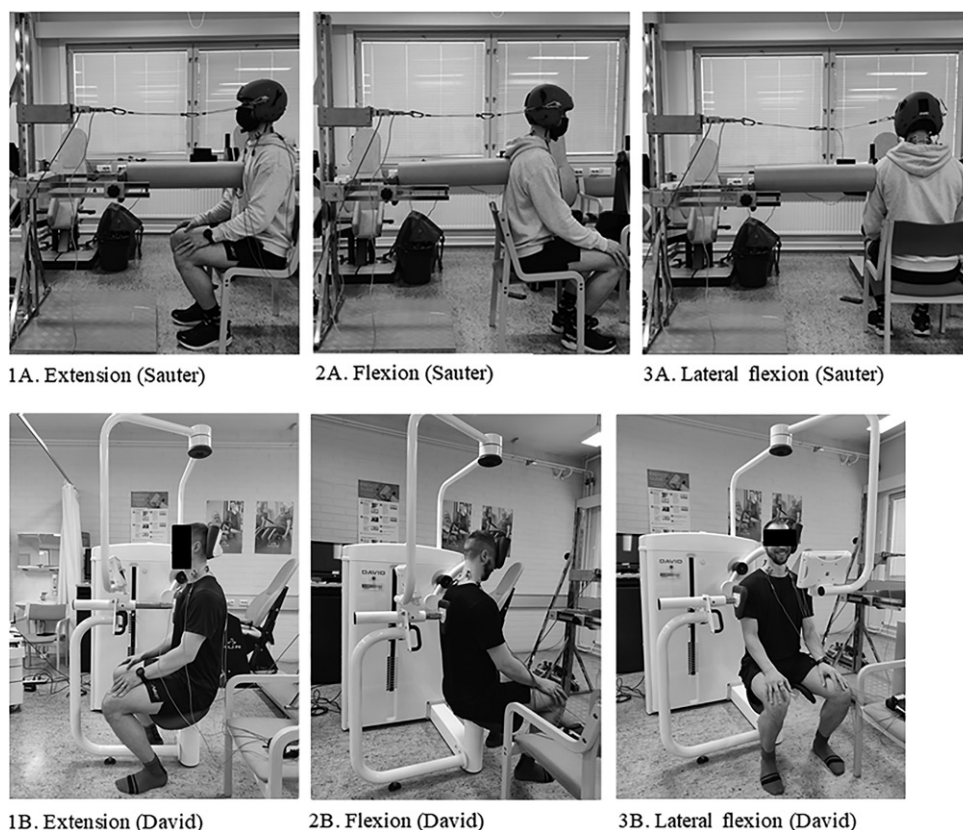 1A. Extension (Sauter)
2A. Flexion (Sauter)
3A. Lateral flexion (Sauter)
DAVID
DAVID
1B. Extension (David)
2B. Flexion (David)
3B. Lateral flexion (David)